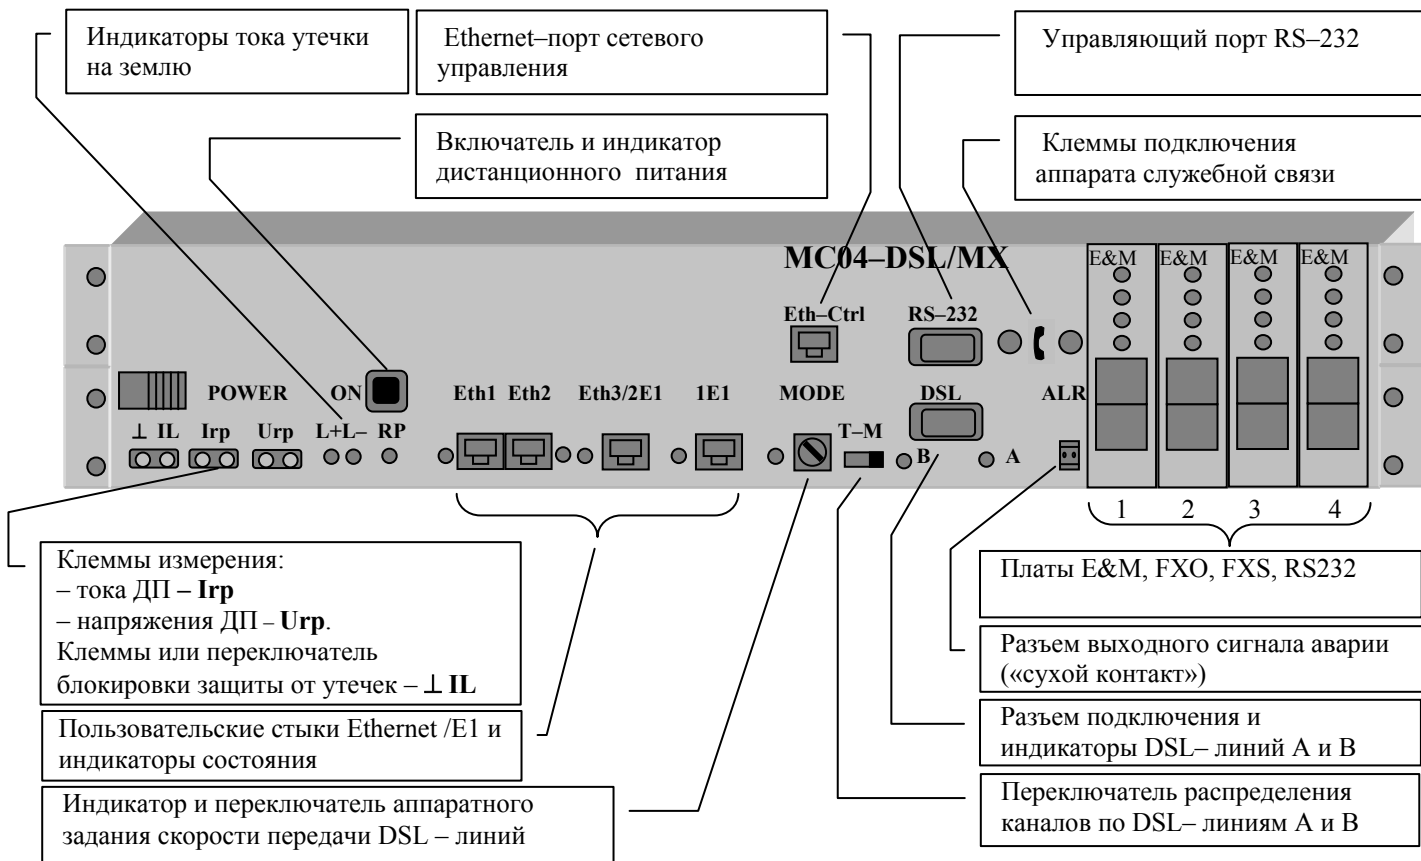 Индикаторы тока утечки
на землю
Ethernet–порт сетевого
управления
Управляющий порт RS–232
Включатель и индикатор
дистанционного питания
Клеммы подключения
аппарата служебной связи
MC04–DSL/MX
E&M E&M E&M E&M
Eth–Ctrl RS–232
POWER ON Eth1 Eth2 Eth3/2E1 1E1 MODE DSL ALR
⊥ IL Irp Urp L+L– RP T–M
B A
1 2 3 4
Клеммы измерения:
– тока ДП – Irp
– напряжения ДП – Urp.
Клеммы или переключатель
блокировки защиты от утечек – ⊥ IL
Платы E&M, FXO, FXS, RS232
Разъем выходного сигнала аварии
(«сухой контакт»)
Пользовательские стыки Ethernet /E1 и
индикаторы состояния
Разъем подключения и
индикаторы DSL– линий А и В
Индикатор и переключатель аппаратного
задания скорости передачи DSL – линий
Переключатель распределения
каналов по DSL– линиям А и В